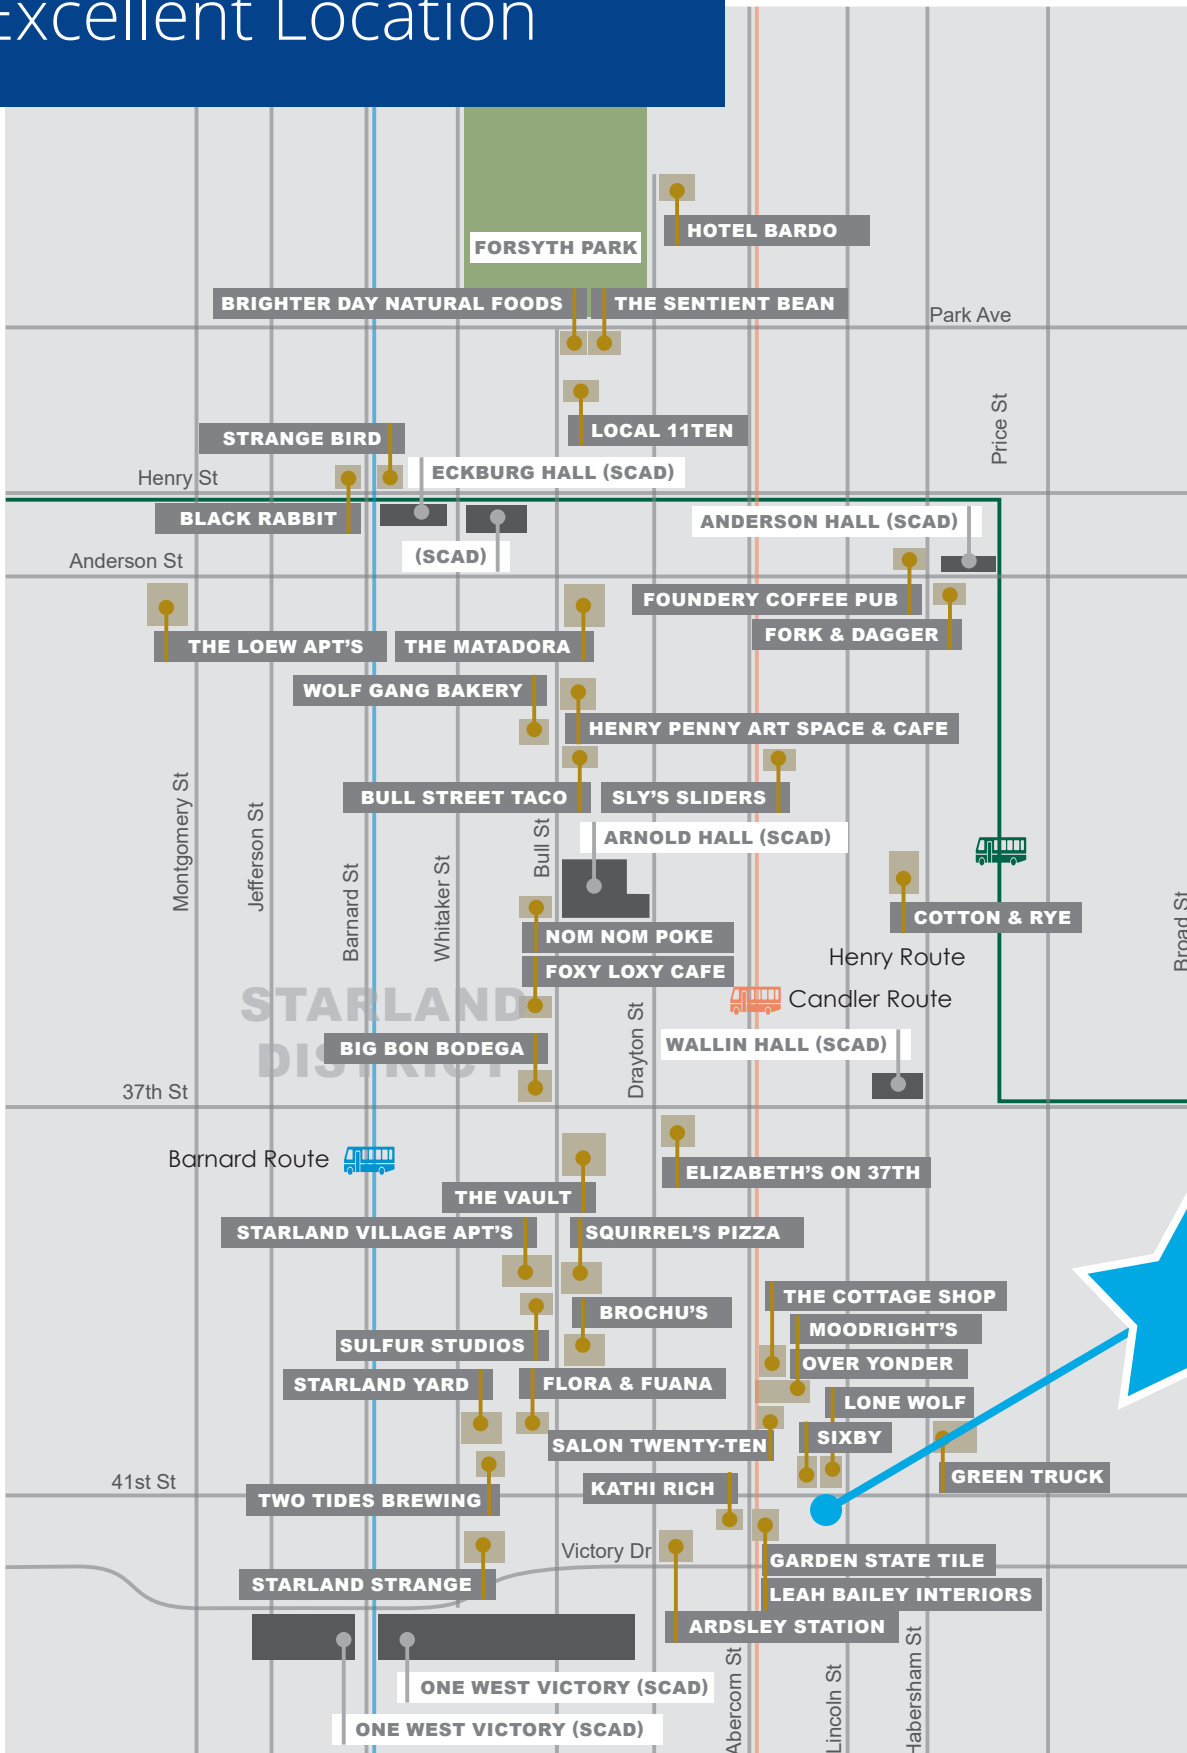 Excellent Location
HOTEL BARDO
FORSYTH PARK
BRIGHTER DAY NATURAL FOODS
THE SENTIENT BEAN
Park Ave
Price St
LOCAL 11TEN
STRANGE BIRD
ECKBURG HALL (SCAD)
Henry St
BLACK RABBIT
ANDERSON HALL (SCAD)
(SCAD)
Anderson St
FOUNDERY COFFEE PUB
FORK & DAGGER
THE LOEW APT'S
THE MATADORA
WOLF GANG BAKERY
HENRY PENNY ART SPACE & CAFE
Montgomery St
Jefferson St
BULL STREET TACO
SLY'S SLIDERS
Bull St
ARNOLD HALL (SCAD)
Barnard St
Whitaker St
COTTON & RYE
Broad St
NOM NOM POKE
Henry Route
FOXY LOXY CAFE
STARLAND
DISTRICT
Candler Route
Drayton St
BIG BON BODEGA
WALLIN HALL (SCAD)
37th St
Barnard Route
ELIZABETH'S ON 37TH
THE VAULT
STARLAND VILLAGE APT'S
SQUIRREL'S PIZZA
THE COTTAGE SHOP
BROCHU'S
MOODRIGHT'S
SULFUR STUDIOS
OVER YONDER
STARLAND YARD
FLORA & FUANA
LONE WOLF
SALON TWENTY-TEN
SIXBY
GREEN TRUCK
41st St
KATHI RICH
TWO TIDES BREWING
Victory Dr
GARDEN STATE TILE
STARLAND STRANGE
LEAH BAILEY INTERIORS
ARDSLEY STATION
Abercorn St
Lincoln St
Habersham St
ONE WEST VICTORY (SCAD)
ONE WEST VICTORY (SCAD)